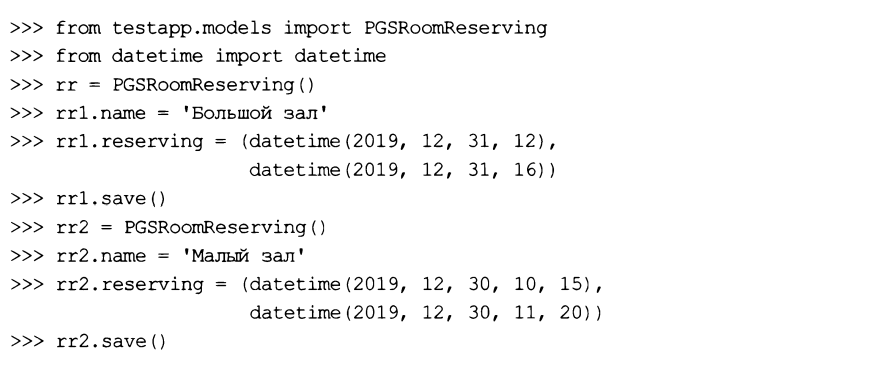 >>> from testapp.models import PGSRoomReserving
>>> from datetime import datetime
>>> rr = PGSRoomReserving()
>>> rr1.name = 'Большой зал'
>>> rr1.reserving = (datetime(2019, 12, 31, 12),
datetime(2019, 12, 31, 16))
>>> rr1.save()
>>> rr2 = PGSRoomReserving()
>>> rr2.name = 'Малый зал'
>>> rr2.reserving = (datetime(2019, 12, 30, 10, 15),
datetime(2019, 12, 30, 11, 20))
>>> rr2.save()